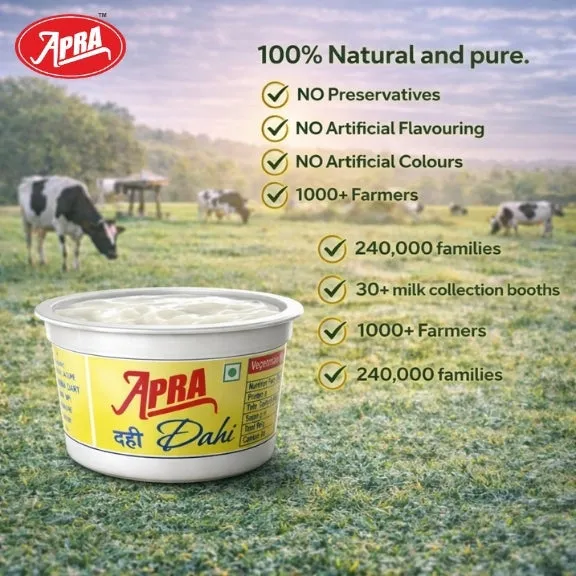 APRA
TM
100% Natural and pure.
NO Preservatives
NO Artificial Flavouring
NO Artificial Colours
1000+ Farmers
240,000 families
30+ milk collection booths
1000+ Farmers
240,000 families
APRA
दही Dahi